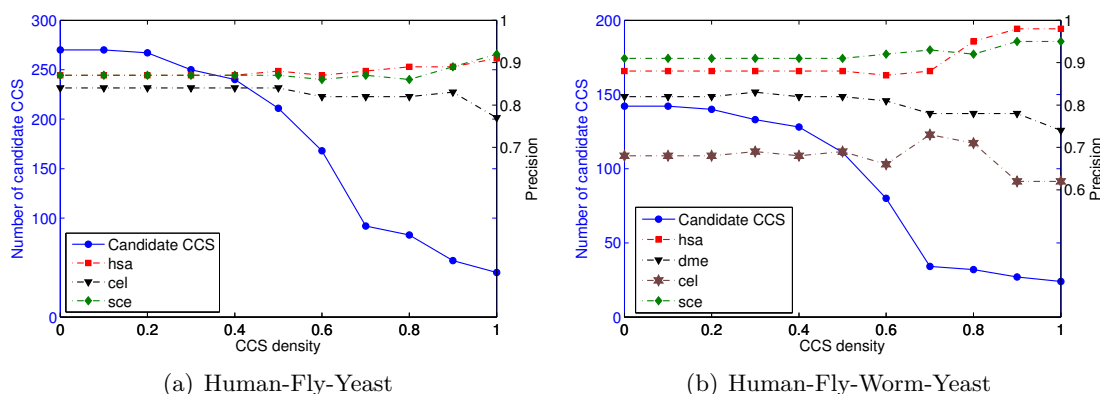 300
250
200
150
100
50
0
Number of candidate CCS
1
0.9
0.8
0.7
Precision
0
0.2
0.4
0.6
0.8
1
CCS density
Candidate CCS
hsa
cel
sce
(a) Human-Fly-Yeast
200
150
100
50
0
Number of candidate CCS
1
0.9
0.8
0.7
0.6
Precision
0
0.2
0.4
0.6
0.8
1
CCS density
Candidate CCS
hsa
dme
cel
sce
(b) Human-Fly-Worm-Yeast